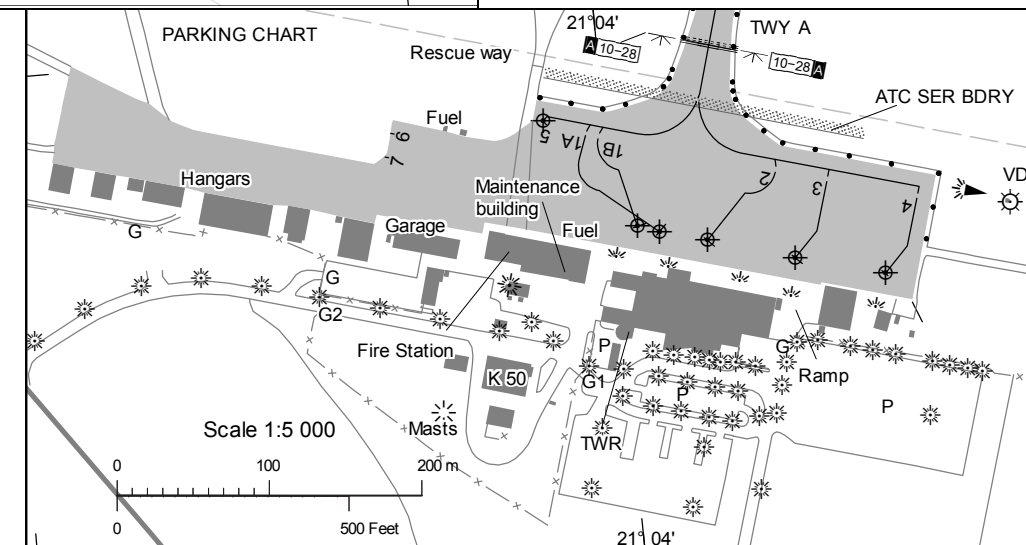 PARKING CHART
21°04'
TWY A
Rescue way
A 10-28
10-28 A
ATC SER BDRY
Fuel
5
1A
1B
6
7
2
3
4
VD
Hangars
Maintenance
building
Fuel
Garage
G
G
G2
Fire Station
P
G
G1
Ramp
K 50
P
P
Masts
TWR
Scale 1:5 000
0 100 200 m
0 500 Feet
21° 04'